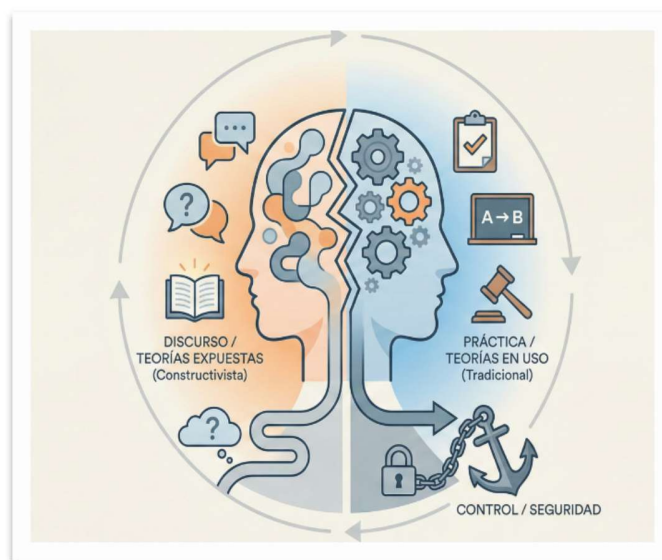 ?
DISCURSO /
TEORÍAS EXPUESTAS
(Constructivista)
?
A→B
PRÁCTICA /
TEORÍAS EN USO
(Tradicional)
CONTROL / SEGURIDAD